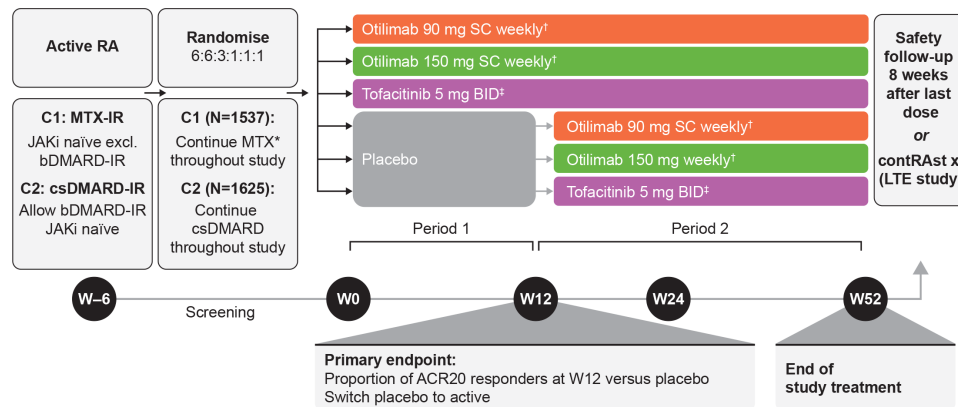 Active RA
Randomise
6:6:3:1:1:1
C1: MTX-IR
JAKi naïve excl.
bDMARD-IR
C2: csDMARD-IR
Allow bDMARD-IR
JAKi naïve
C1 (N=1537):
Continue MTX*
throughout study
C2 (N=1625):
Continue
csDMARD
throughout study
Otilimab 90 mg SC weekly†
Otilimab 150 mg SC weekly†
Tofacitinib 5 mg BID‡
Placebo
Otilimab 90 mg SC weekly†
Otilimab 150 mg weekly†
Tofacitinib 5 mg BID‡
Safety
follow-up
8 weeks
after last
dose
or
contRAst x
(LTE study)
Period 1
Period 2
W–6
Screening
W0
W12
W24
W52
Primary endpoint:
Proportion of ACR20 responders at W12 versus placebo
Switch placebo to active
End of
study treatment